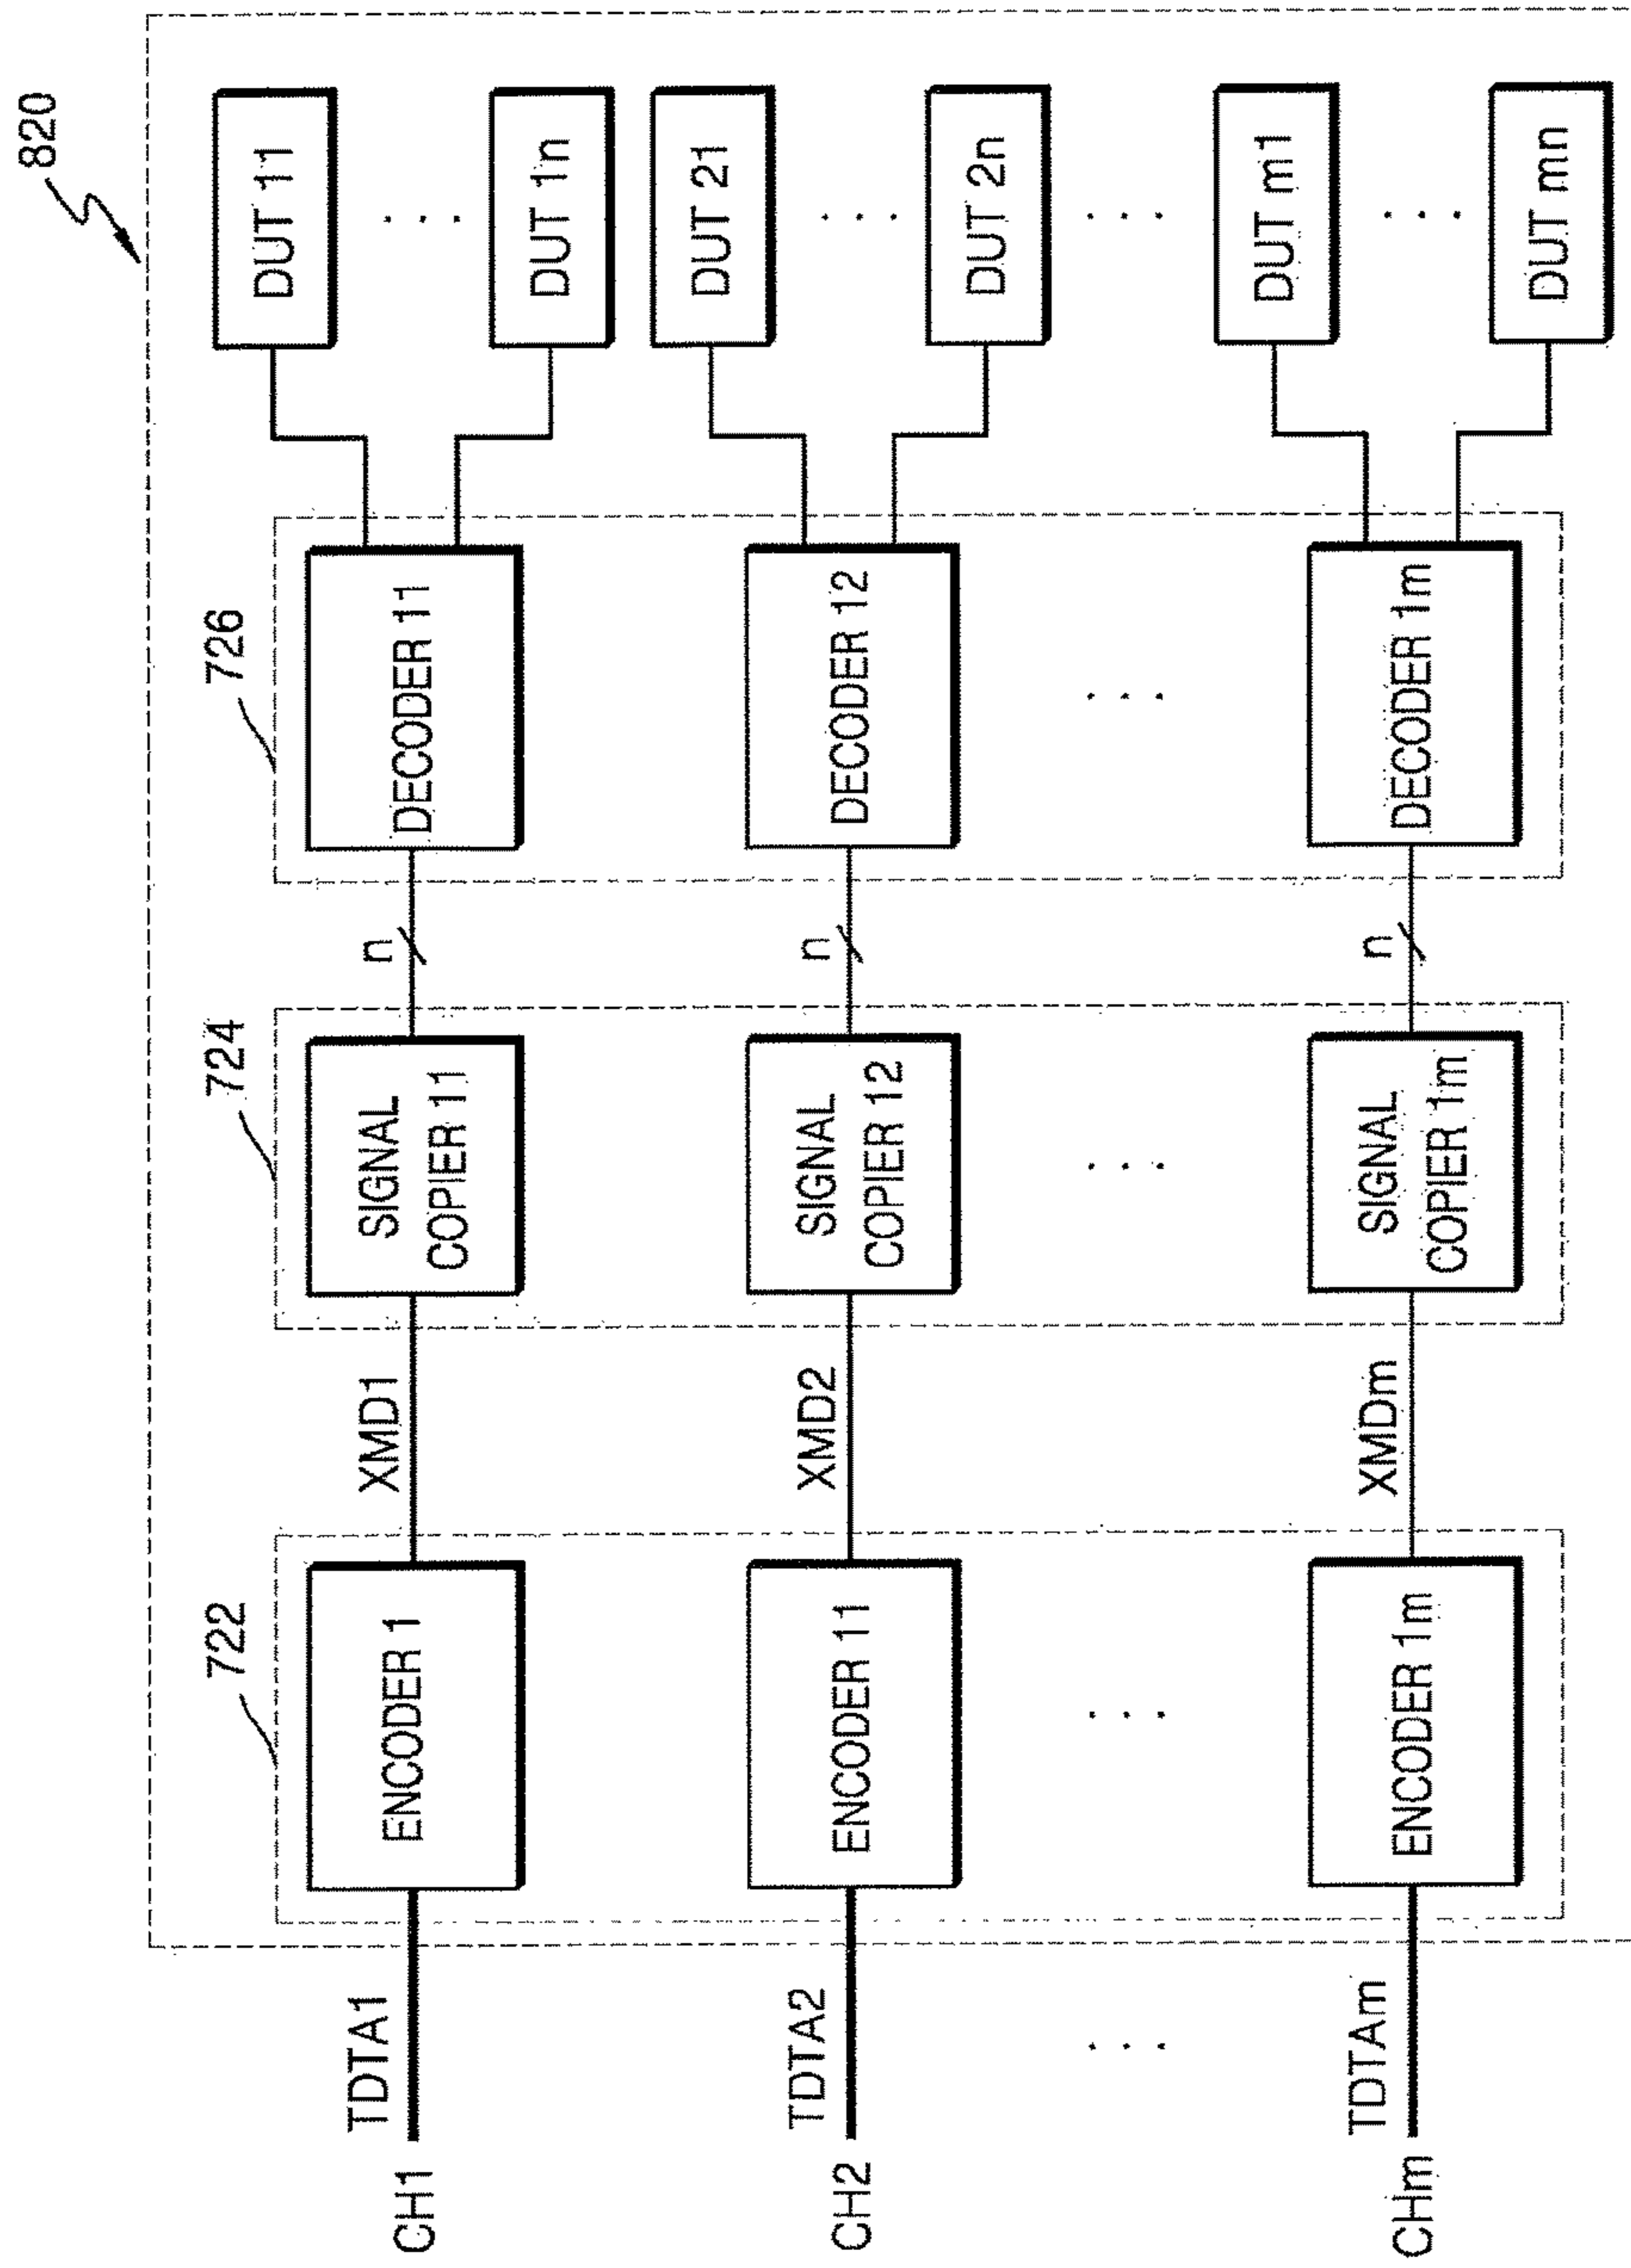 820
722
724
726
CH1
TDTA1
ENCODER 1
XMD1
SIGNAL
COPIER 11
n
DECODER 11
DUT 11
. . .
DUT 1n
CH2
TDTA2
ENCODER 11
XMD2
SIGNAL
COPIER 12
n
DECODER 12
DUT 21
. . .
DUT 2n
. . .
. . .
. . .
. . .
. . .
CHm
TDTAm
ENCODER 1m
XMDm
SIGNAL
COPIER 1m
n
DECODER 1m
DUT m1
. . .
DUT mn